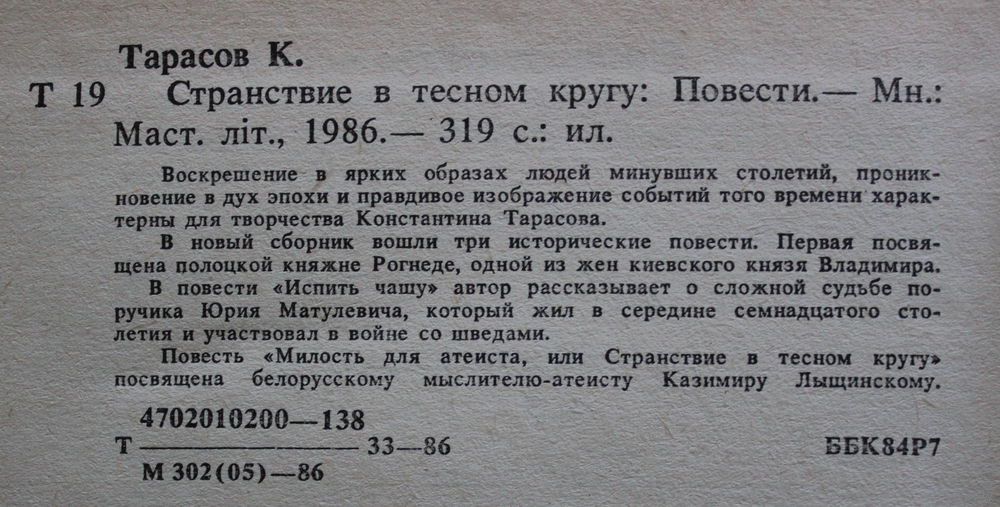 Тарасов К.
Т 19 Странствие в тесном кругу: Повести.— Мн.:
Маст. літ., 1986.— 319 с.: ил.
Воскрешение в ярких образах людей минувших столетий, проник-
новение в дух эпохи и правдивое изображение событий того времени харак-
терны для творчества Константина Тарасова.
В новый сборник вошли три исторические повести. Первая посвя-
щена полоцкой княжне Рогнеде, одной из жен киевского князя Владимира.
В повести «Испить чашу» автор рассказывает о сложной судьбе по-
ручика Юрия Матулевича, который жил в середине семнадцатого сто-
летия и участвовал в войне со шведами.
Повесть «Милость для атеиста, или Странствие в тесном кругу»
посвящена белорусскому мыслителю-атеисту Казимиру Лыщинскому.
4702010200—138
Т ———————— 33—86 ББК84Р7
М 302(05)—86